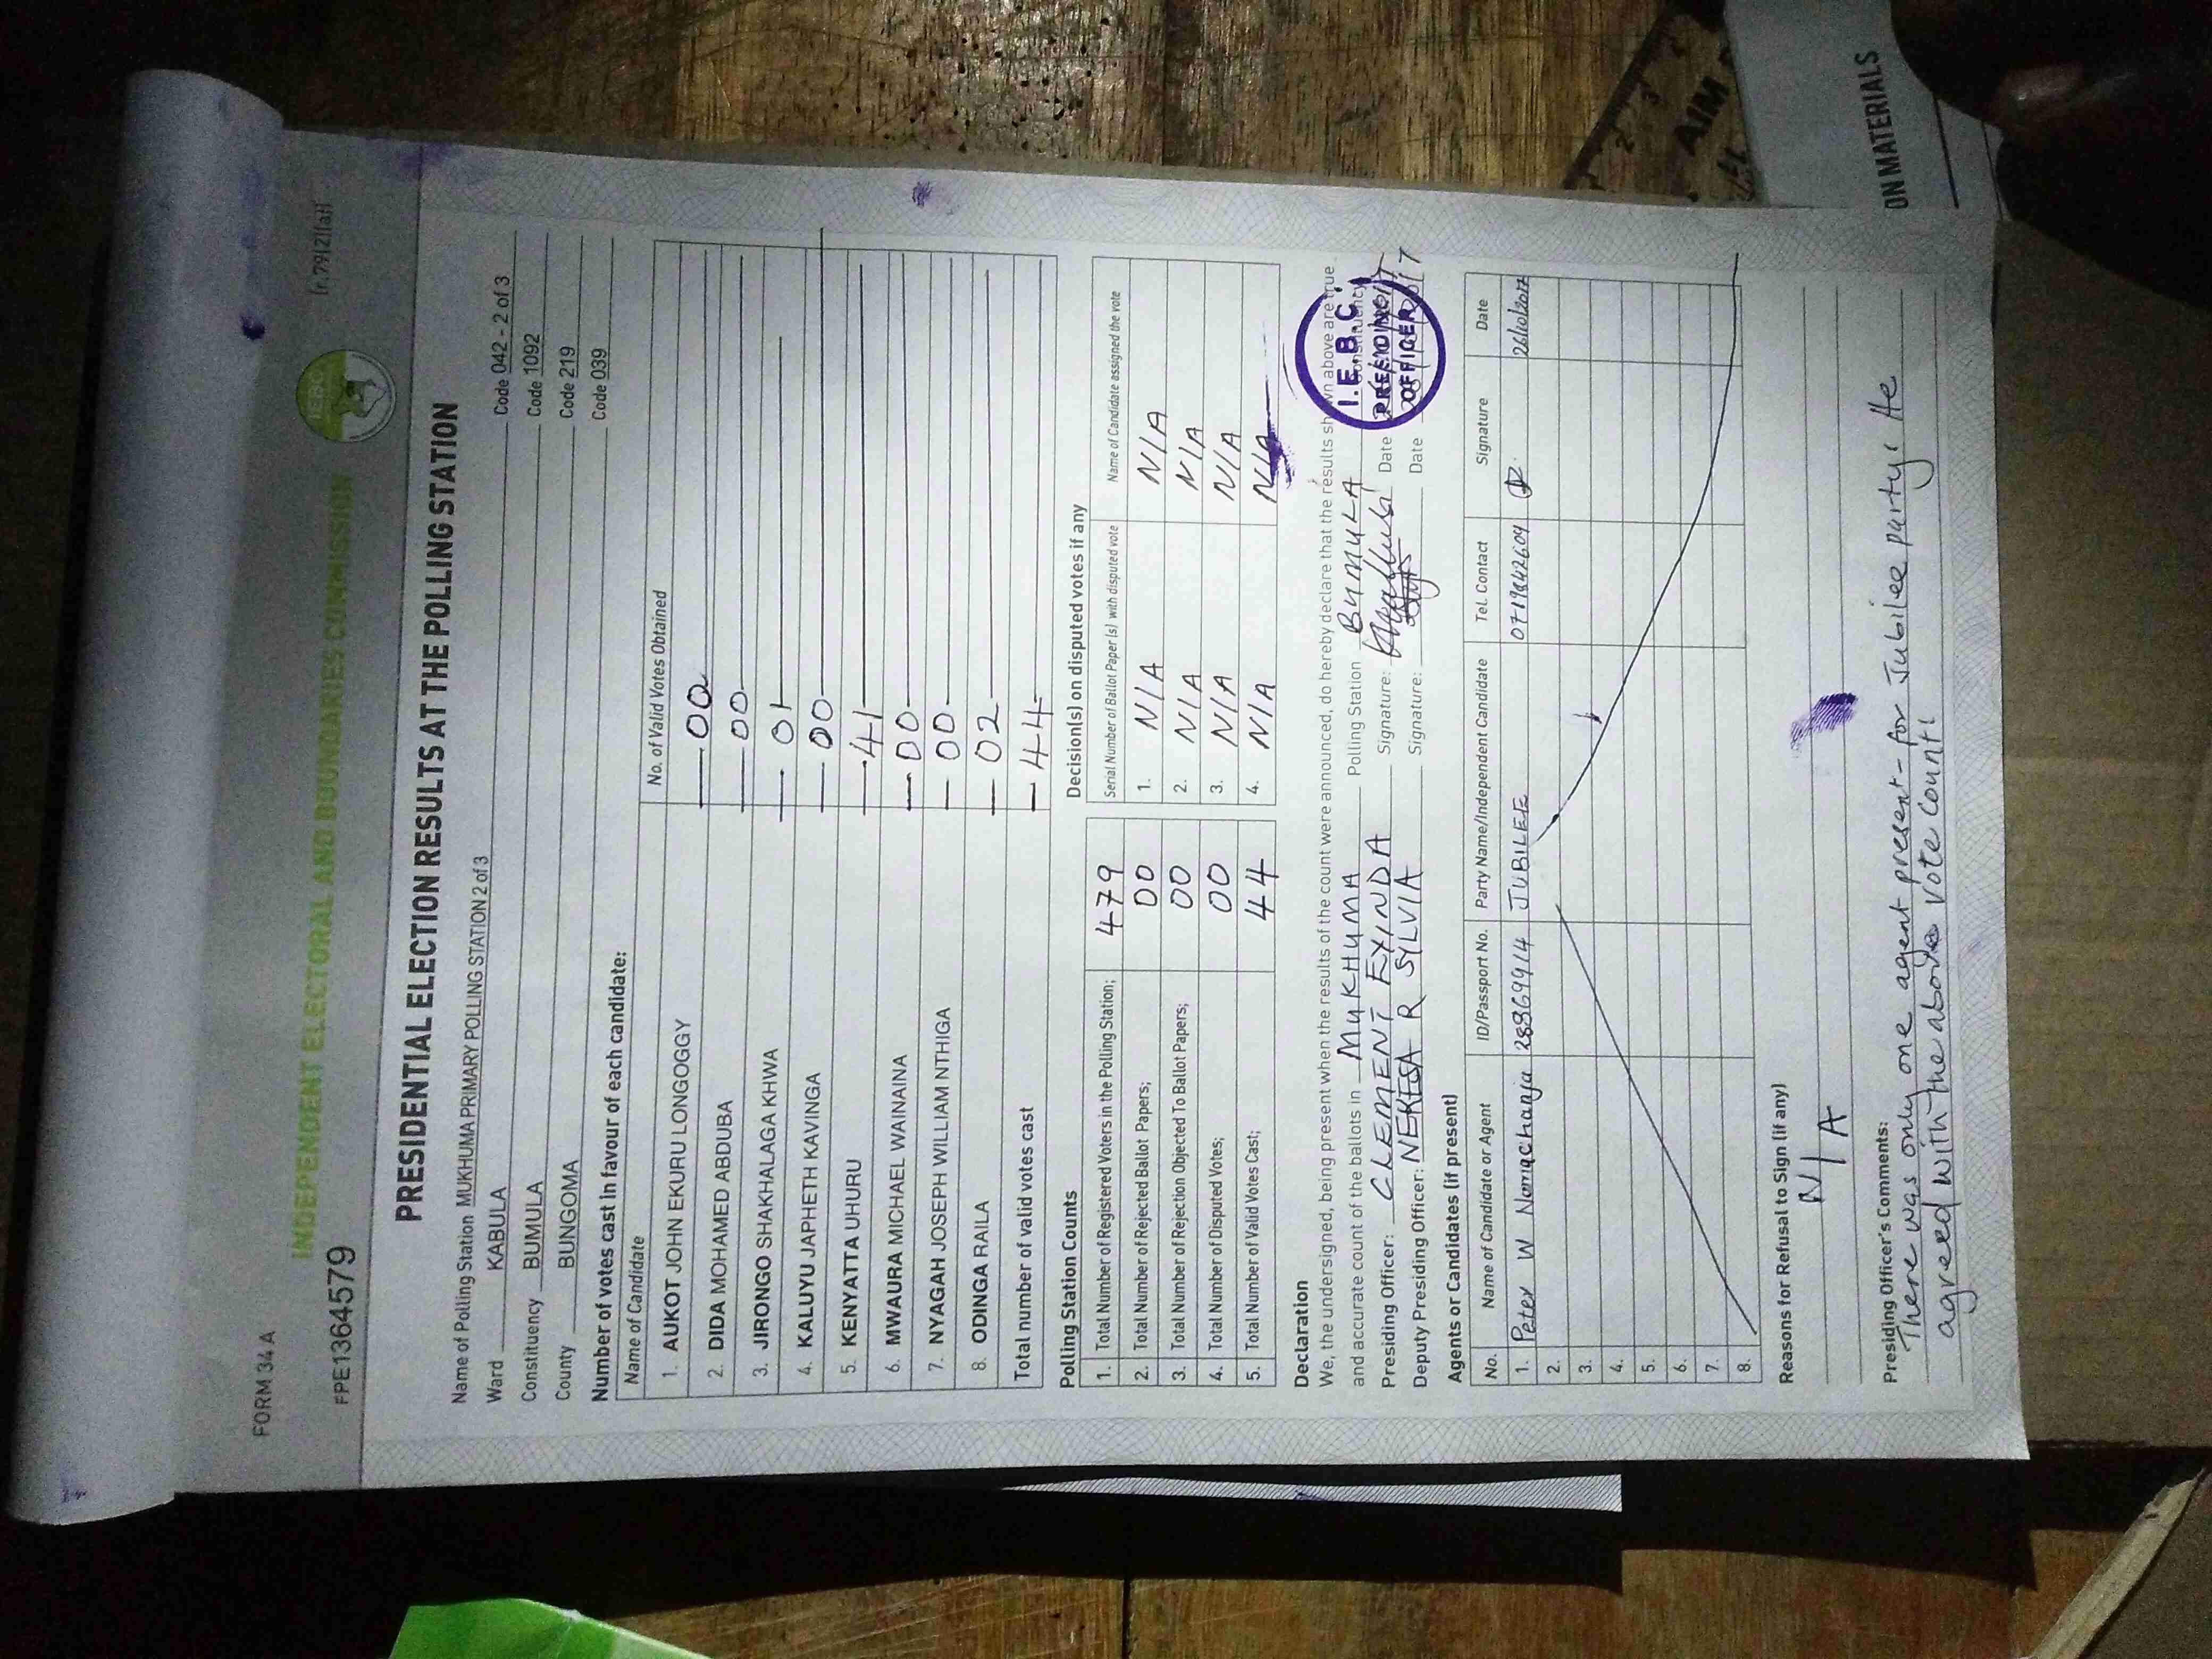 FORM 34 A
[r.79(2)(a)]
INDEPENDENT ELECTORAL AND BOUNDARIES COMMISSION
IEBC
FPE1364579
PRESIDENTIAL ELECTION RESULTS AT THE POLLING STATION
Name of Polling Station MUKHUMA PRIMARY POLLING STATION 2 of 3 Code 042 - 2 of 3
Ward KABULA Code 1092
Constituency BUMULA Code 219
County BUNGOMA Code 039
Number of votes cast in favour of each candidate:
Name of Candidate No. of Valid Votes Obtained
1. AUKOT JOHN EKURU LONGOGGY 00
2. DIDA MOHAMED ABDUBA 00
3. JIRONGO SHAKHALAGA KHWA 01
4. KALUYU JAPHETH KAVINGA 00
5. KENYATTA UHURU 41
6. MWAURA MICHAEL WAINAINA 00
7. NYAGAH JOSEPH WILLIAM NTHIGA 00
8. ODINGA RAILA 02
Total number of valid votes cast 44
Polling Station Counts
1. Total Number of Registered Voters in the Polling Station; 479
2. Total Number of Rejected Ballot Papers; 00
3. Total Number of Rejection Objected To Ballot Papers; 00
4. Total Number of Disputed Votes; 00
5. Total Number of Valid Votes Cast; 44
Decision(s) on disputed votes if any
Serial Number of Ballot Paper (s) with disputed vote Name of Candidate assigned the vote
1. N/A N/A
2. N/A N/A
3. N/A N/A
4. N/A N/A
Declaration
We, the undersigned, being present when the results of the count were announced, do hereby declare that the results shown above are true
and accurate count of the ballots in MUKHUMA Polling Station BUMULA Constituency
Presiding Officer: CLEMENT EXINDA Signature: Date
Deputy Presiding Officer: NEKESA R SYLVIA Signature: Date
I.E.B.C.
PRESIDING
OFFICER
Agents or Candidates (if present)
No. Name of Candidate or Agent ID/Passport No. Party Name/Independent Candidate Tel. Contact Signature Date
1. Peter W Namachanja 28869914 JUBILEE 0719842609 26/10/2017
2.
3.
4.
5.
6.
7.
8.
Reasons for Refusal to Sign (if any)
N/A
Presiding Officer's Comments:
There was only one agent present - for Jubilee party. He
agreed with the above vote count.
ON MATERIALS
AIM